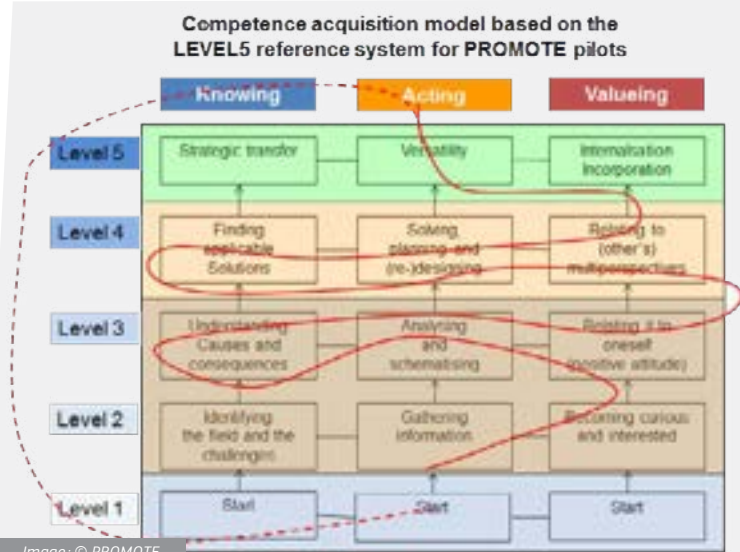 Competence acquisition model based on the
LEVEL5 reference system for PROMOTE pilots
Knowing
Acting
Valueing
Level 5
Strategic transfer
Versatility
Internalisation
Incorporation
Level 4
Finding
applicable
Solutions
Solving
planning and
(re-)designing
Relating to
(other's)
multiperspectives
Level 3
Understanding
Causes and
consequences
Analysing
and
schematising
Relating it to
oneself
(positive attitude)
Level 2
Identifying
the field and the
challenges
Gathering
information
Becoming curious
and interested
Level 1
Start
Start
Start
Image: © PROMOTE